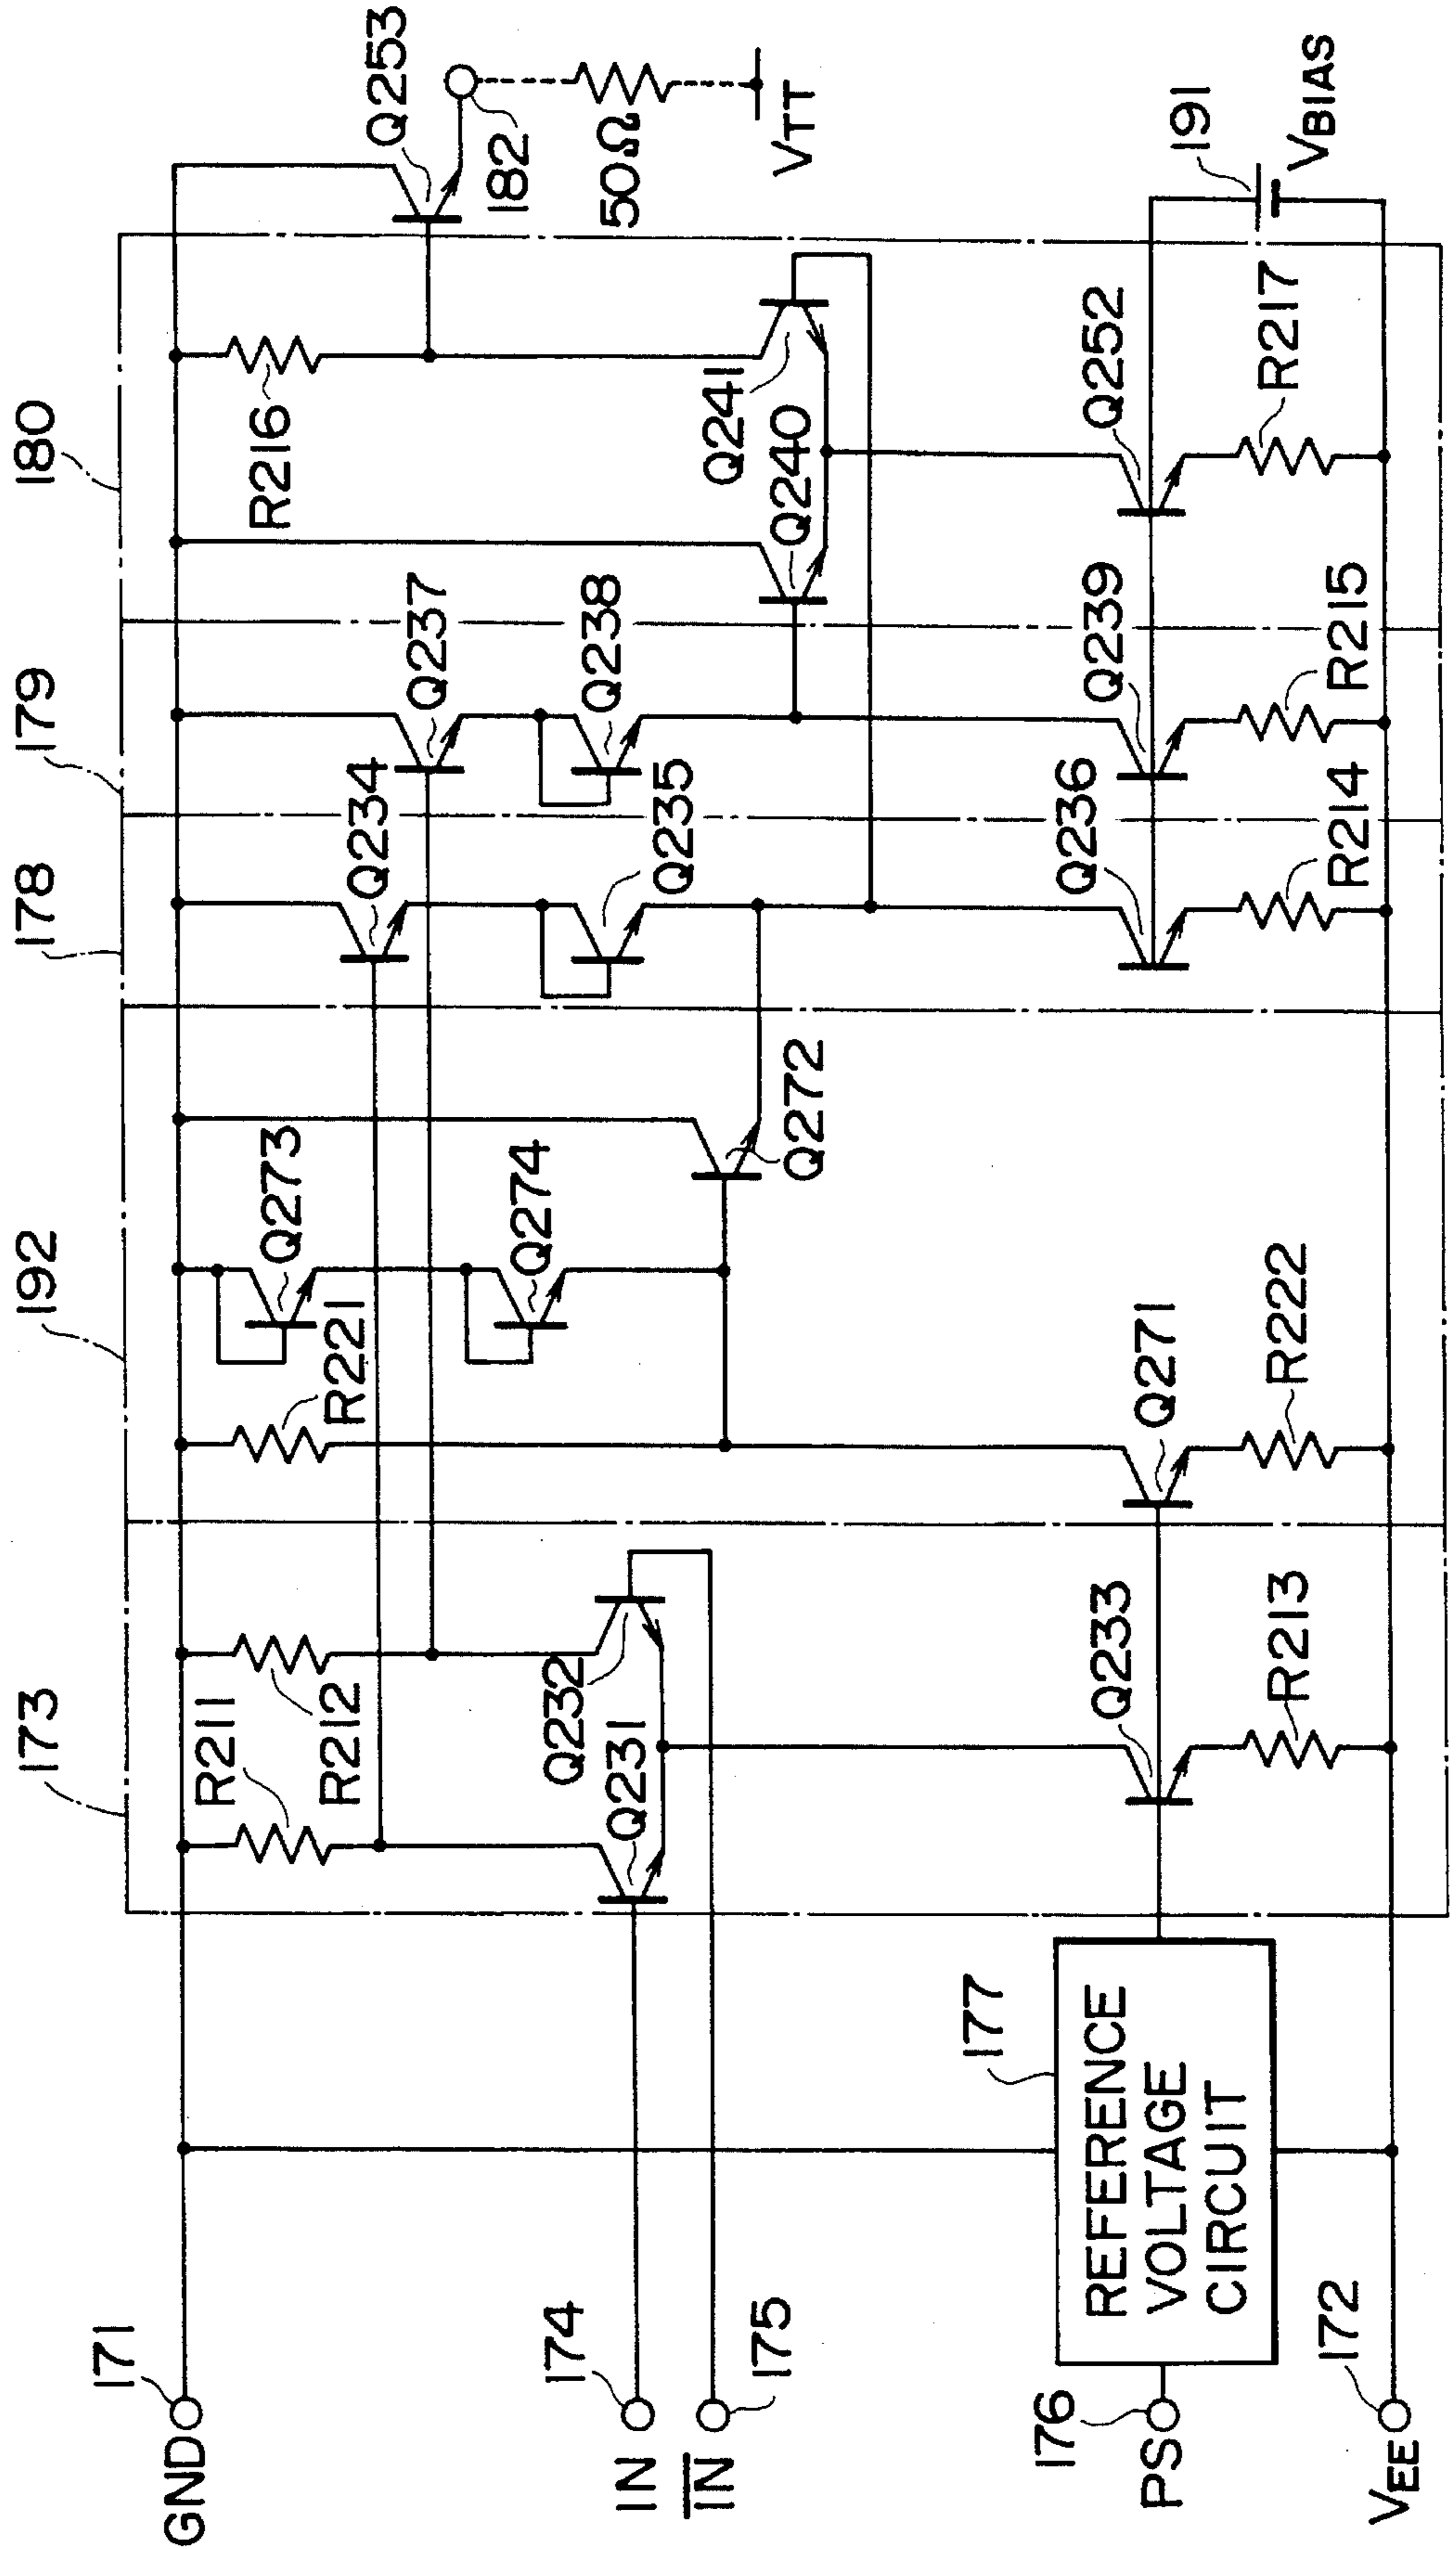 173
192
178
179
180
171
GND
R211
R212
R221
Q273
Q274
Q234
Q237
Q235
Q238
R216
Q253
182
50Ω
VTT
174
IN
IN
175
Q231
Q232
Q272
Q240
Q241
177
REFERENCE
VOLTAGE
CIRCUIT
176
PS
Q233
Q271
Q236
Q239
Q252
191
VBIAS
172
VEE
R213
R222
R214
R215
R217